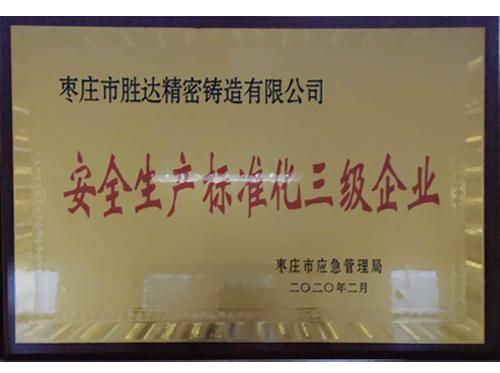 枣庄市胜达精密铸造有限公司
安全生产标准化三级企业
枣庄市应急管理局
二〇二〇年二月